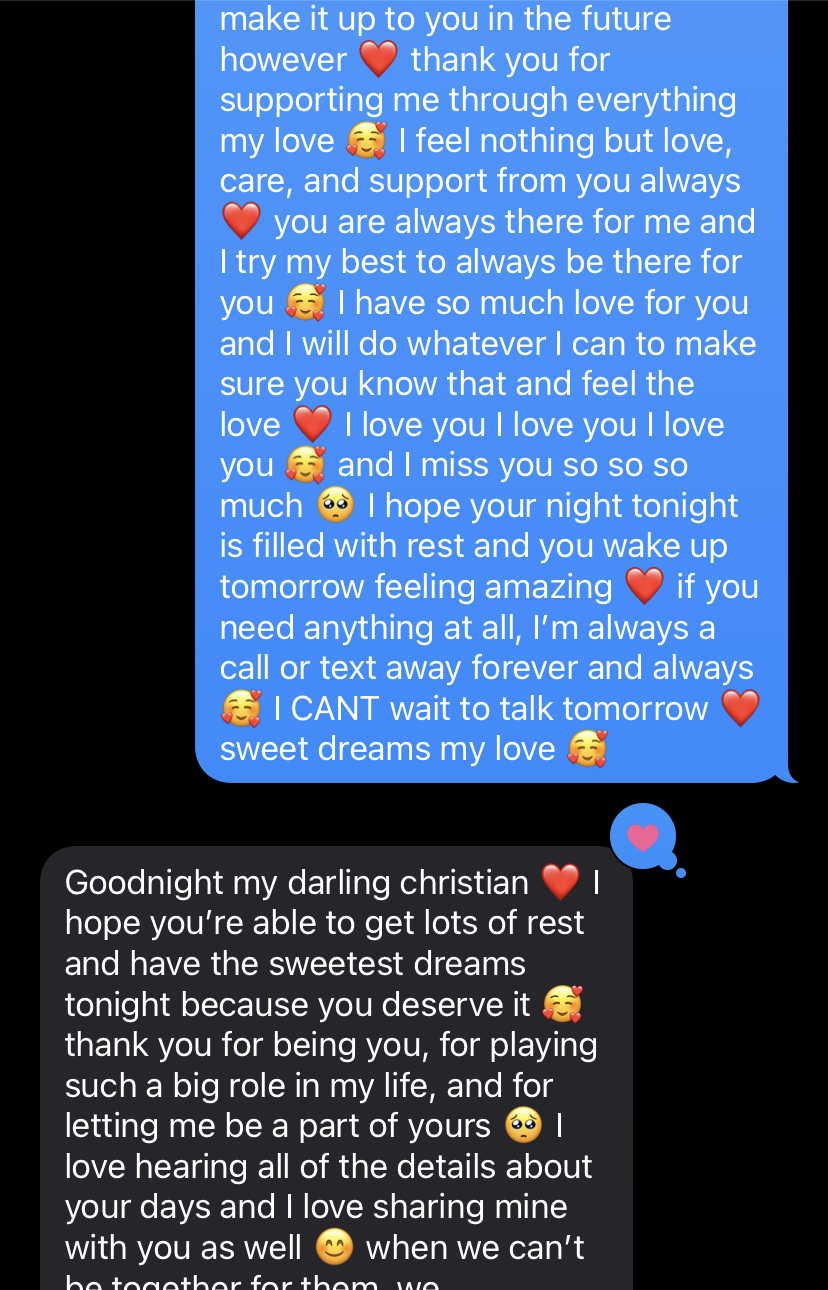 make it up to you in the future
however ❤️ thank you for
supporting me through everything
my love 🥰 I feel nothing but love,
care, and support from you always
❤️ you are always there for me and
I try my best to always be there for
you 🥰 I have so much love for you
and I will do whatever I can to make
sure you know that and feel the
love ❤️ I love you I love you I love
you 🥰 and I miss you so so so
much 🥺 I hope your night tonight
is filled with rest and you wake up
tomorrow feeling amazing ❤️ if you
need anything at all, I’m always a
call or text away forever and always
🥰 I CANT wait to talk tomorrow ❤️
sweet dreams my love 🥰
Goodnight my darling christian ❤️ I
hope you’re able to get lots of rest
and have the sweetest dreams
tonight because you deserve it 🥰
thank you for being you, for playing
such a big role in my life, and for
letting me be a part of yours 🥺 I
love hearing all of the details about
your days and I love sharing mine
with you as well 😊 when we can’t
be together for them, we